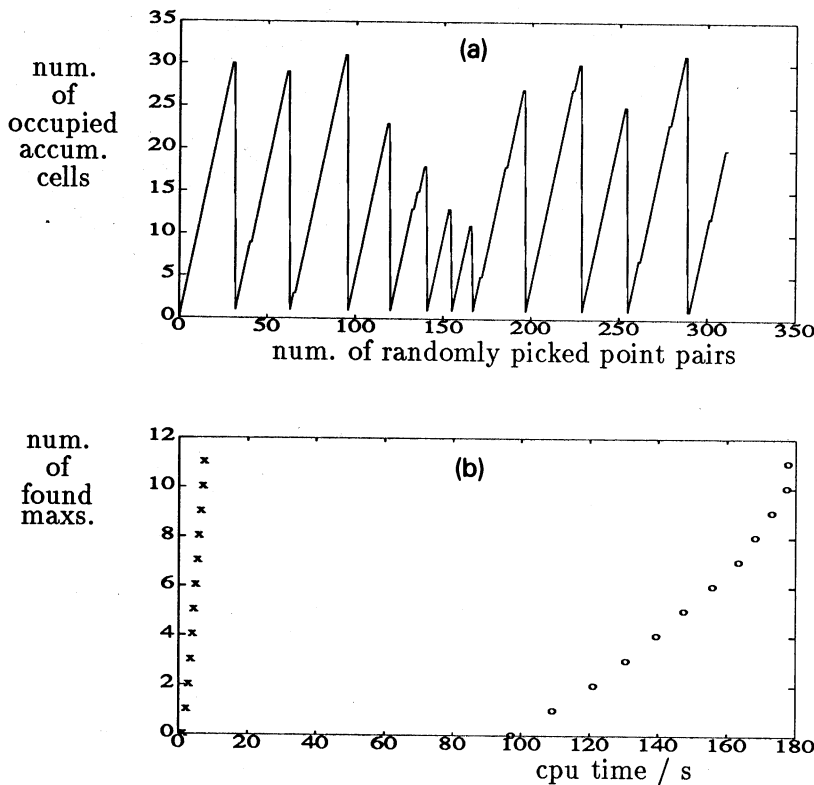 35
30
25
20
15
10
5
0
num.
of
occupied
accum.
cells
(a)
0 50 100 150 200 250 300 350
num. of randomly picked point pairs
12
10
8
6
4
2
0
num.
of
found
maxs.
(b)
0 20 40 60 80 100 120 140 160 180
cpu time / s